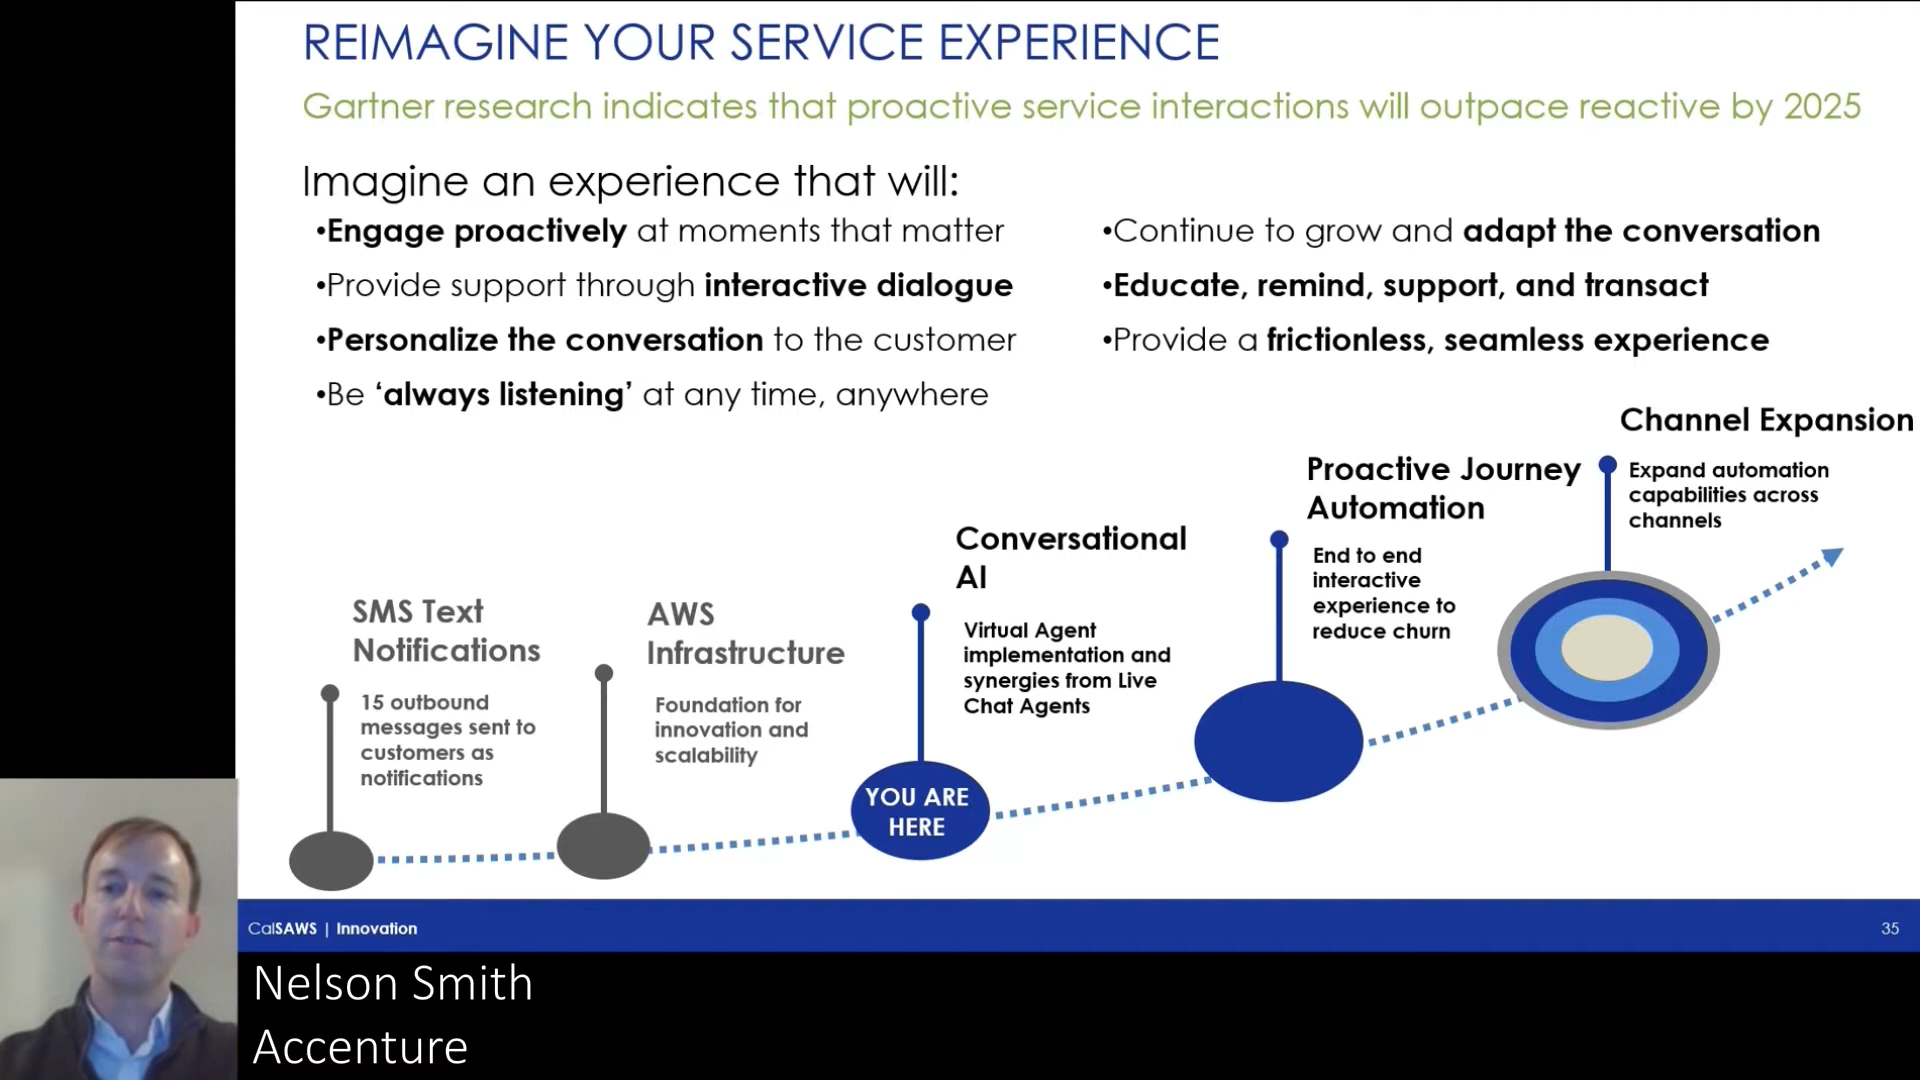 REIMAGINE YOUR SERVICE EXPERIENCE
Gartner research indicates that proactive service interactions will outpace reactive by 2025
Imagine an experience that will:
•Engage proactively at moments that matter
•Provide support through interactive dialogue
•Personalize the conversation to the customer
•Be ‘always listening’ at any time, anywhere
•Continue to grow and adapt the conversation
•Educate, remind, support, and transact
•Provide a frictionless, seamless experience
SMS Text
Notifications
15 outbound
messages sent to
customers as
notifications
AWS
Infrastructure
Foundation for
innovation and
scalability
Conversational
AI
Virtual Agent
implementation and
synergies from Live
Chat Agents
YOU ARE
HERE
Proactive Journey
Automation
End to end
interactive
experience to
reduce churn
Channel Expansion
Expand automation
capabilities across
channels
CalSAWS | Innovation
35
Nelson Smith
Accenture